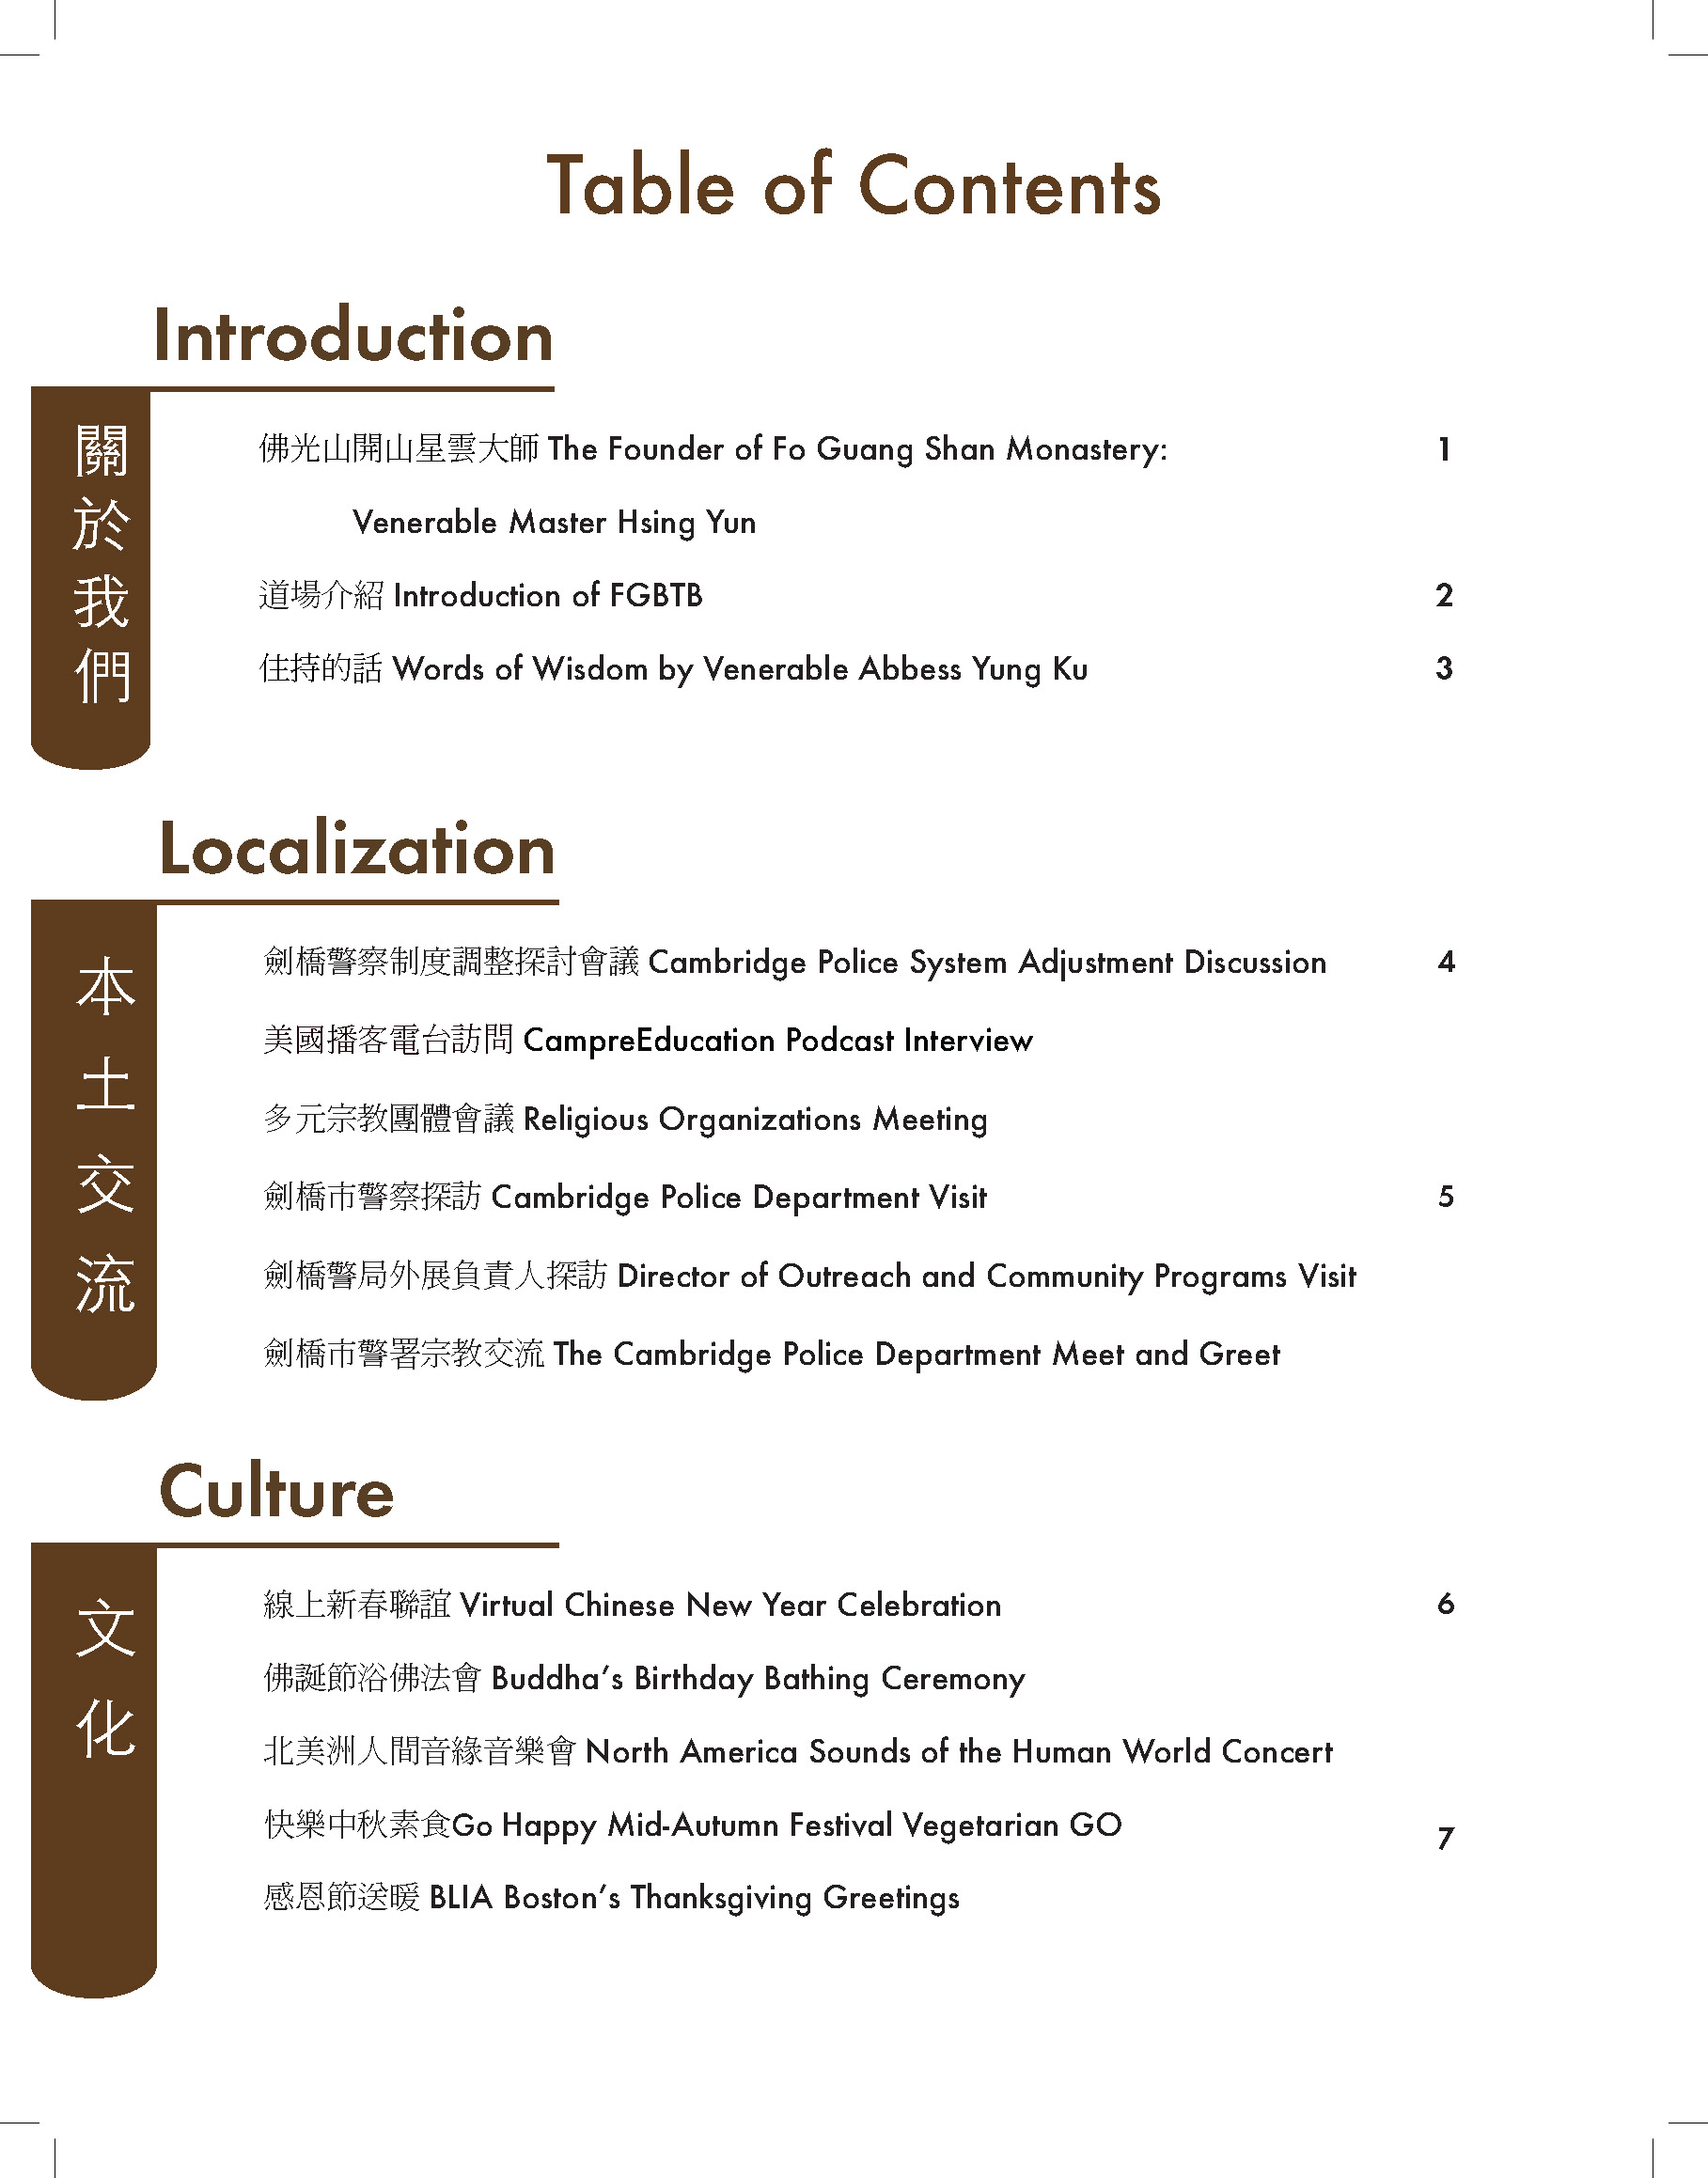 Table of Contents
Introduction
關於我們
佛光山開山星雲大師 The Founder of Fo Guang Shan Monastery: 1
Venerable Master Hsing Yun
道場介紹 Introduction of FGBTB 2
住持的話 Words of Wisdom by Venerable Abbess Yung Ku 3
Localization
本土交流
劍橋警察制度調整探討會議 Cambridge Police System Adjustment Discussion 4
美國播客電台訪問 CampreEducation Podcast Interview
多元宗教團體會議 Religious Organizations Meeting
劍橋市警察探訪 Cambridge Police Department Visit 5
劍橋警局外展負責人探訪 Director of Outreach and Community Programs Visit
劍橋市警署宗教交流 The Cambridge Police Department Meet and Greet
Culture
文化
線上新春聯誼 Virtual Chinese New Year Celebration 6
佛誕節浴佛法會 Buddha’s Birthday Bathing Ceremony
北美洲人間音緣音樂會 North America Sounds of the Human World Concert
快樂中秋素食Go Happy Mid-Autumn Festival Vegetarian GO 7
感恩節送暖 BLIA Boston’s Thanksgiving Greetings